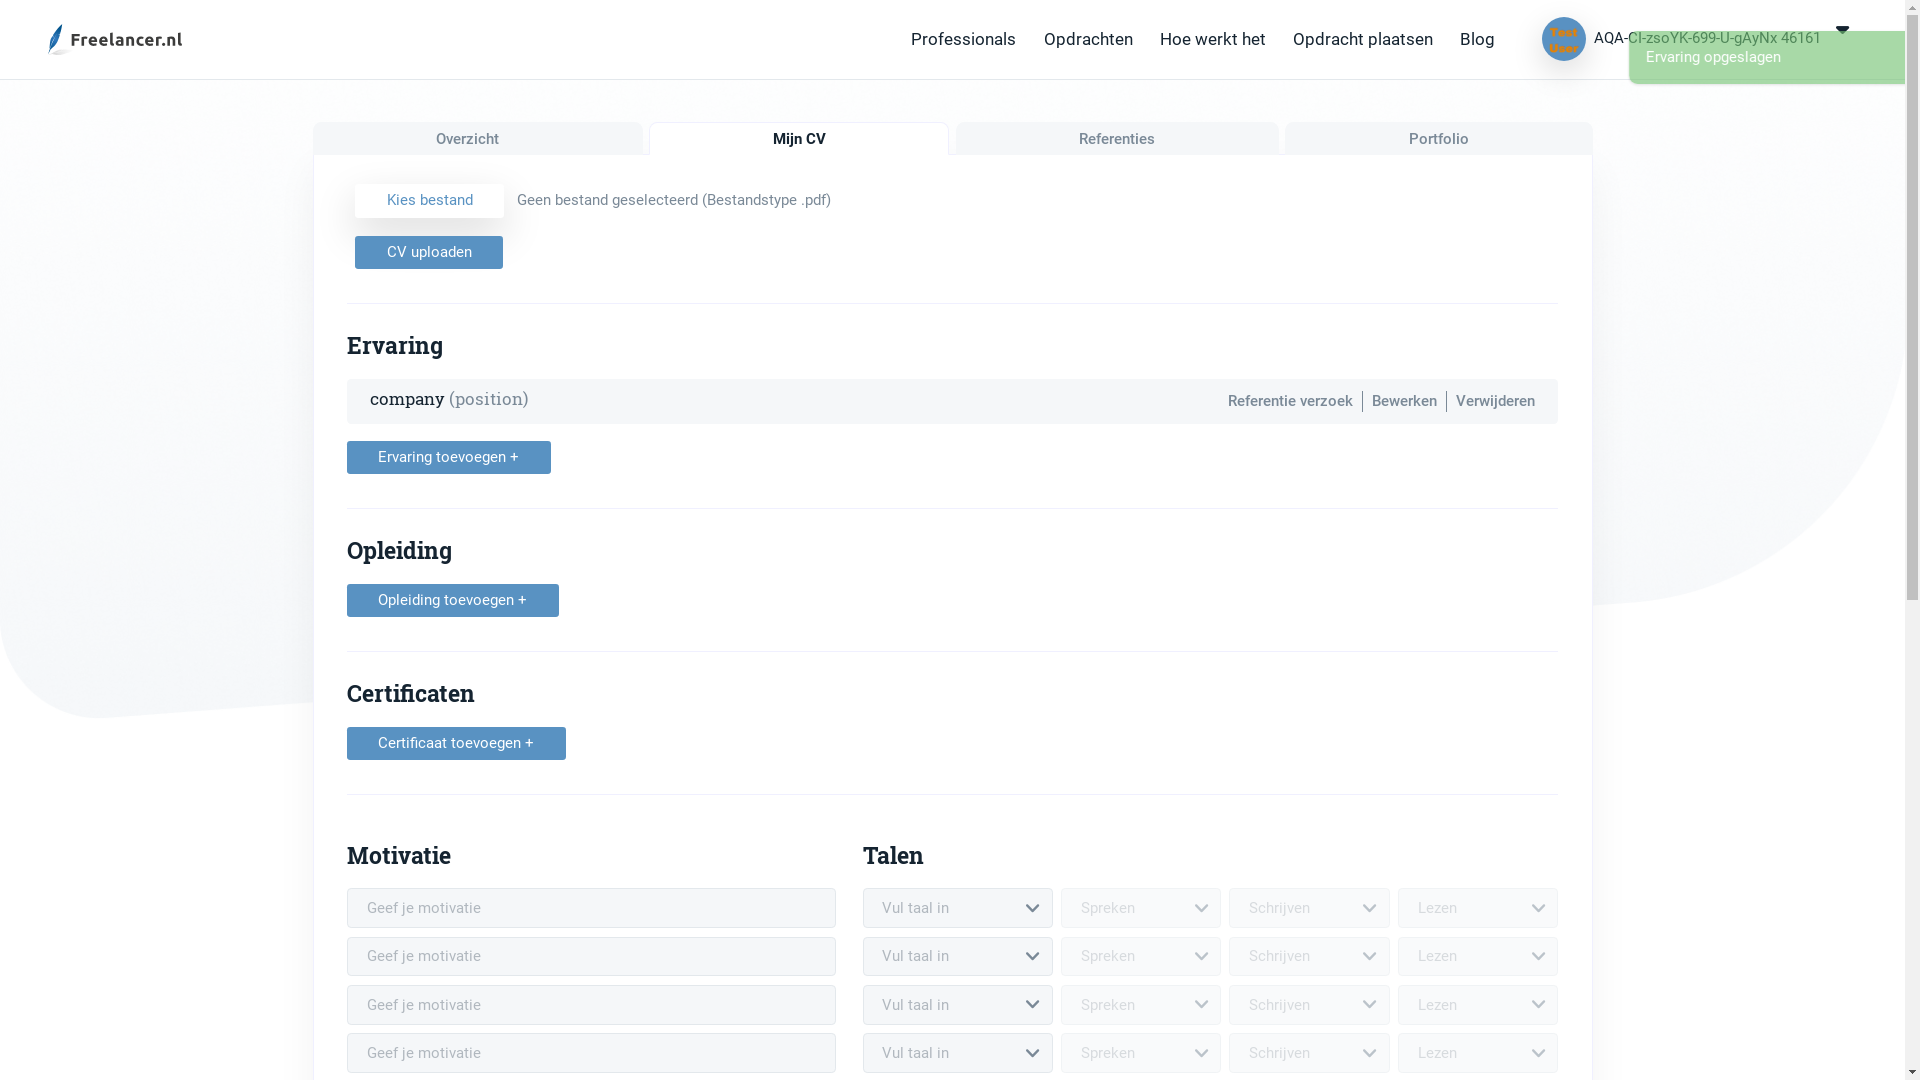 Freelancer.nl
Professionals
Opdrachten
Hoe werkt het
Opdracht plaatsen
Blog
Test
User
AQA-CI-zsoYK-699-U-gAyNx 46161
Ervaring opgeslagen
Overzicht
Mijn CV
Referenties
Portfolio
Kies bestand
Geen bestand geselecteerd (Bestandstype .pdf)
CV uploaden
Ervaring
company (position)
Referentie verzoek
Bewerken
Verwijderen
Ervaring toevoegen +
Opleiding
Opleiding toevoegen +
Certificaten
Certificaat toevoegen +
Motivatie
Geef je motivatie
Geef je motivatie
Geef je motivatie
Geef je motivatie
Talen
Vul taal in
Spreken
Schrijven
Lezen
Vul taal in
Spreken
Schrijven
Lezen
Vul taal in
Spreken
Schrijven
Lezen
Vul taal in
Spreken
Schrijven
Lezen